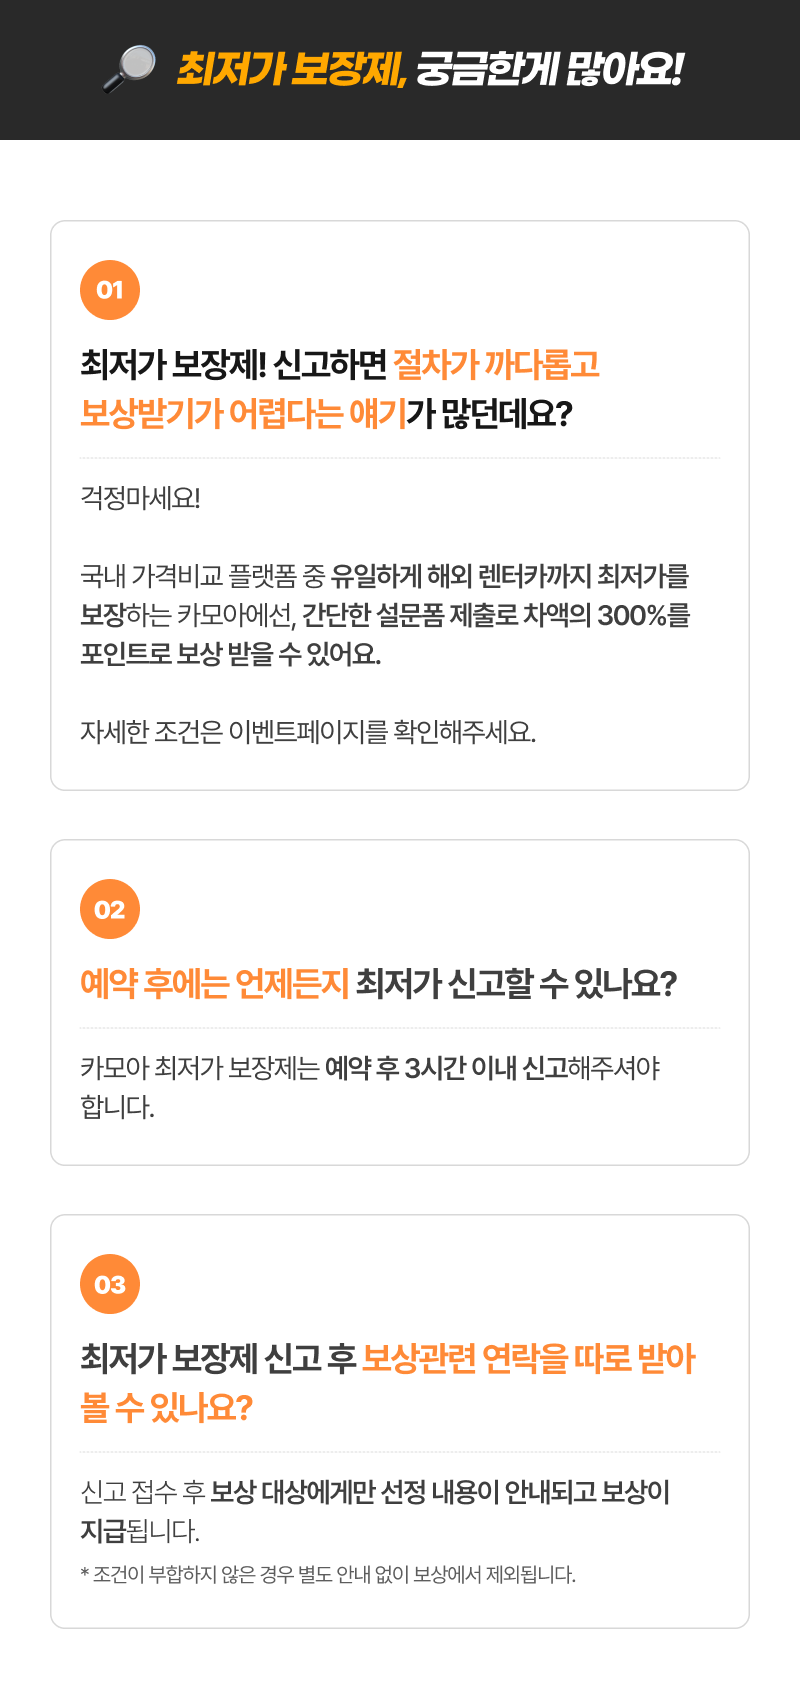 최저가 보장제, 궁금한게 많아요!
01
최저가 보장제! 신고하면 절차가 까다롭고
보상받기가 어렵다는 얘기가 많던데요?
걱정마세요!
국내 가격비교 플랫폼 중 유일하게 해외 렌터카까지 최저가를
보장하는 카모아에선, 간단한 설문폼 제출로 차액의 300%를
포인트로 보상 받을 수 있어요.
자세한 조건은 이벤트페이지를 확인해주세요.
02
예약 후에는 언제든지 최저가 신고할 수 있나요?
카모아 최저가 보장제는 예약 후 3시간 이내 신고해주셔야
합니다.
03
최저가 보장제 신고 후 보상관련 연락을 따로 받아
볼 수 있나요?
신고 접수 후 보상 대상에게만 선정 내용이 안내되고 보상이
지급됩니다.
* 조건이 부합하지 않은 경우 별도 안내 없이 보상에서 제외됩니다.